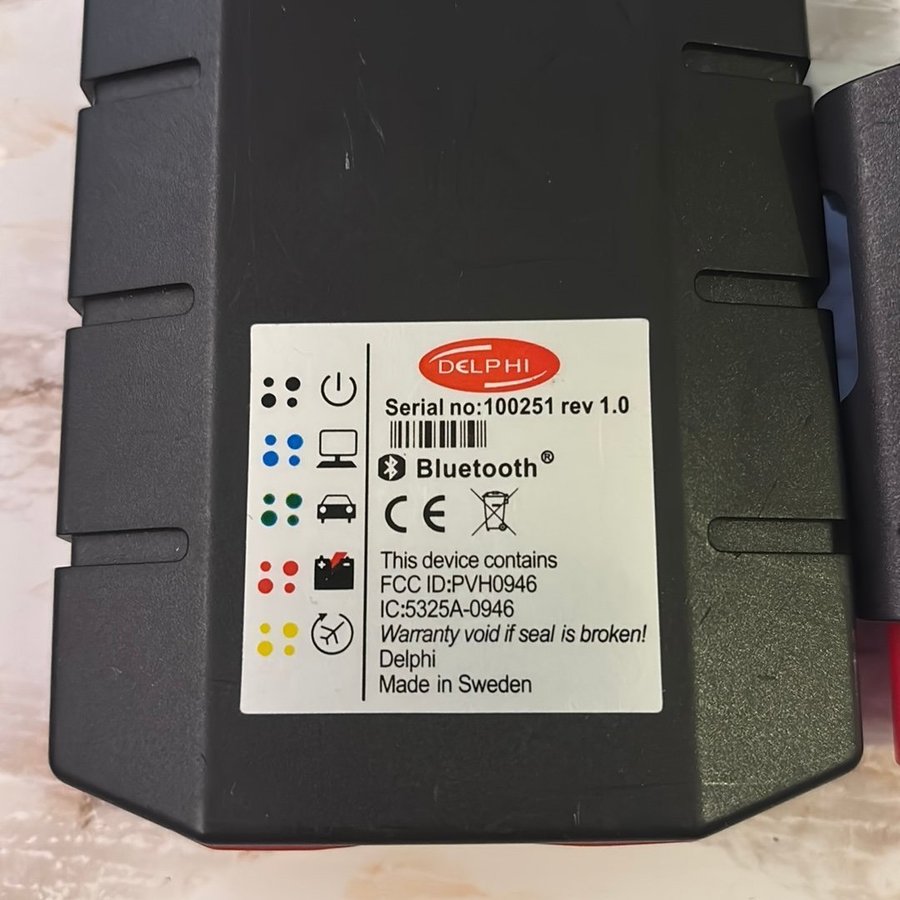 DELPHI
Serial no:100251 rev 1.0
Bluetooth®
CE
This device contains
FCC ID:PVH0946
IC:5325A-0946
Warranty void if seal is broken!
Delphi
Made in Sweden